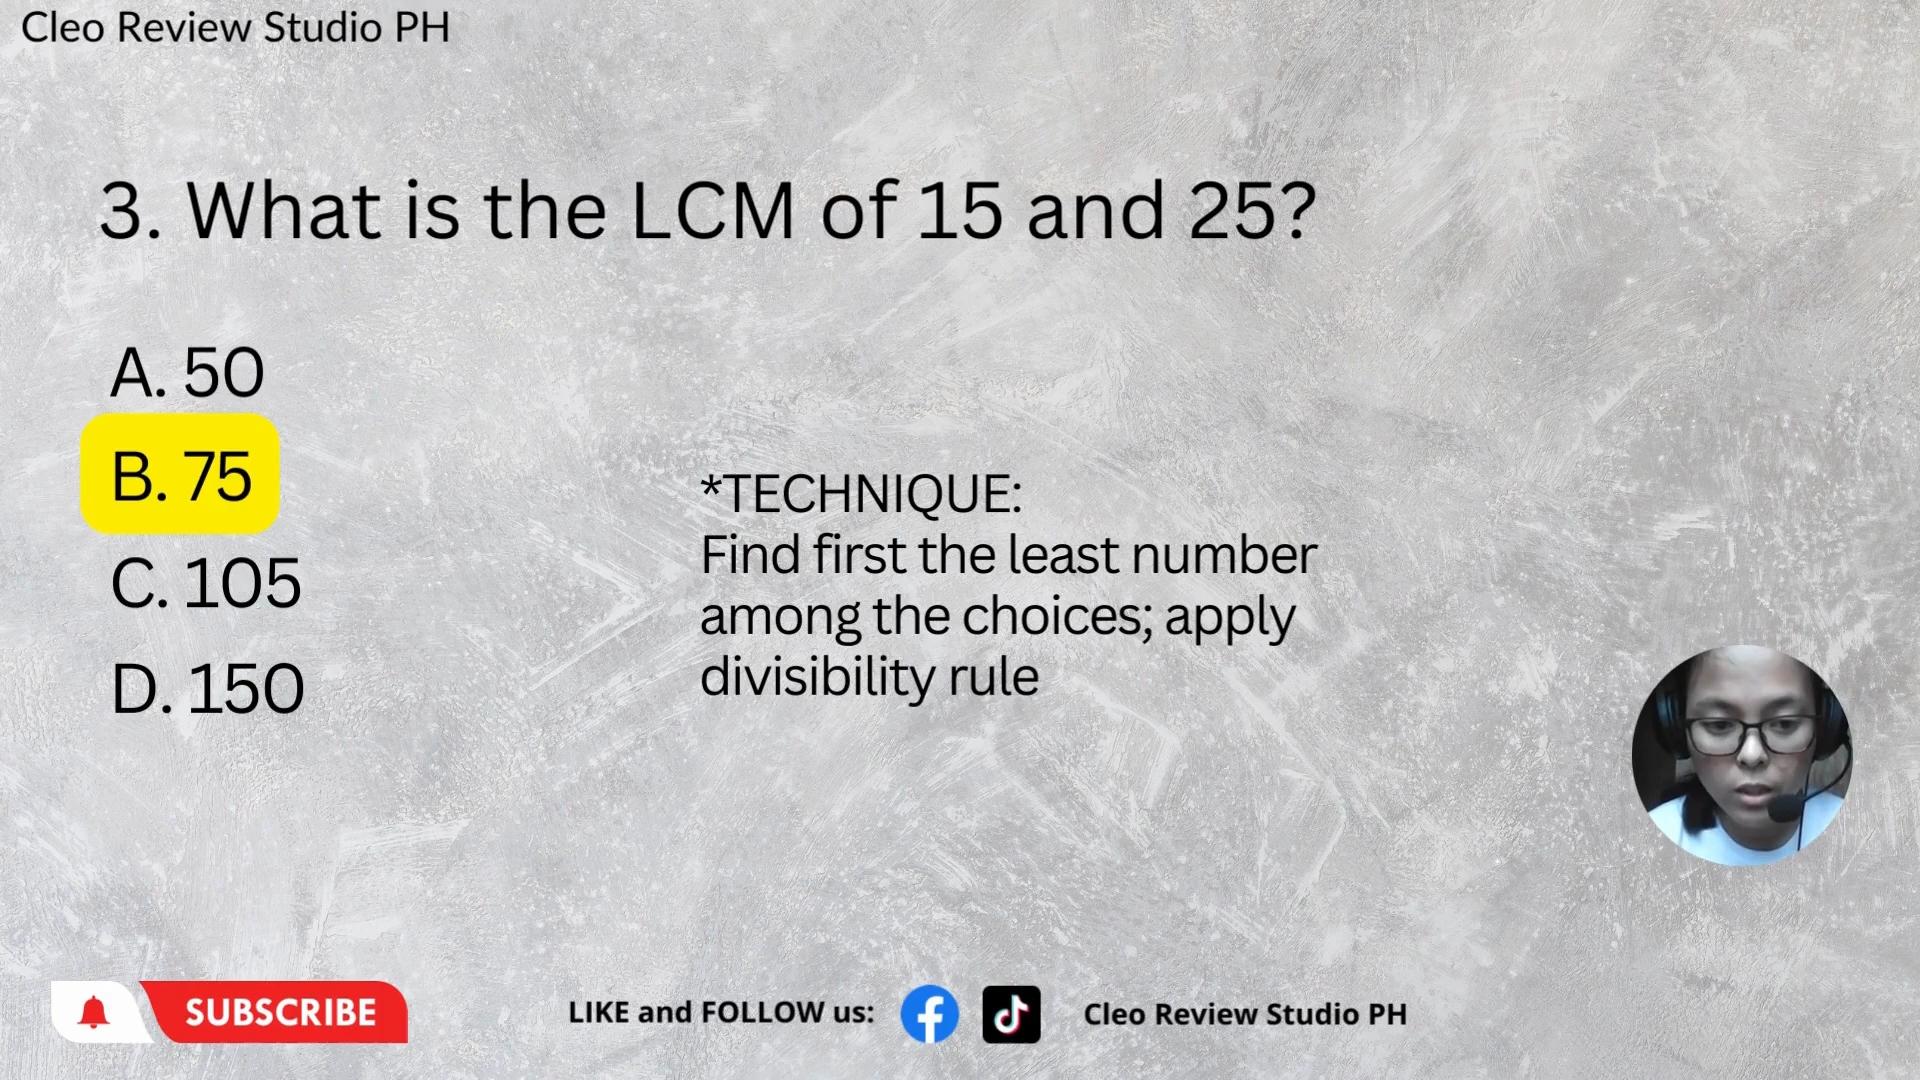 Cleo Review Studio PH
3. What is the LCM of 15 and 25?
A. 50
B. 75
C. 105
D. 150
*TECHNIQUE:
Find first the least number
among the choices; apply
divisibility rule
SUBSCRIBE
LIKE and FOLLOW us:
Cleo Review Studio PH